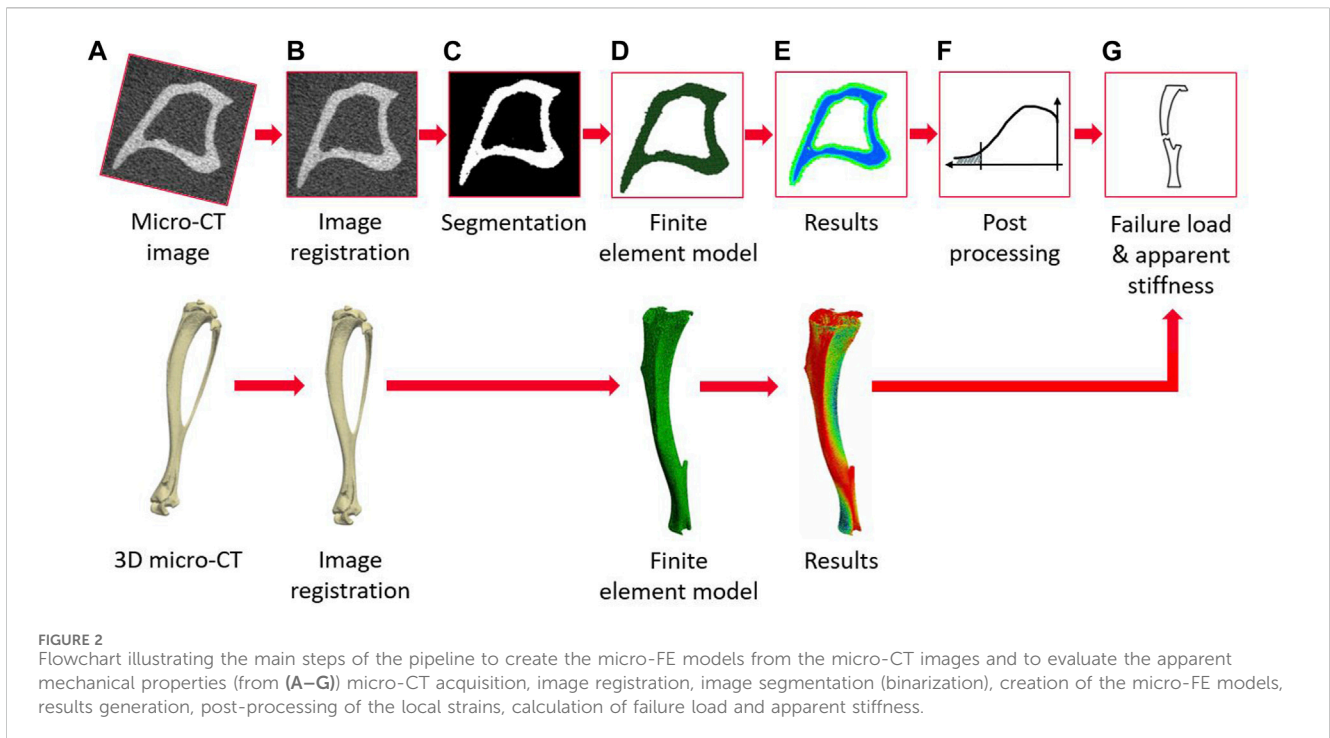 A B C D E F G
Micro-CT image
Image registration
Segmentation
Finite element model
Results
Post processing
Failure load & apparent stiffness
3D micro-CT
Image registration
Finite element model
Results
FIGURE 2
Flowchart illustrating the main steps of the pipeline to create the micro-FE models from the micro-CT images and to evaluate the apparent
mechanical properties (from (A–G)) micro-CT acquisition, image registration, image segmentation (binarization), creation of the micro-FE models,
results generation, post-processing of the local strains, calculation of failure load and apparent stiffness.